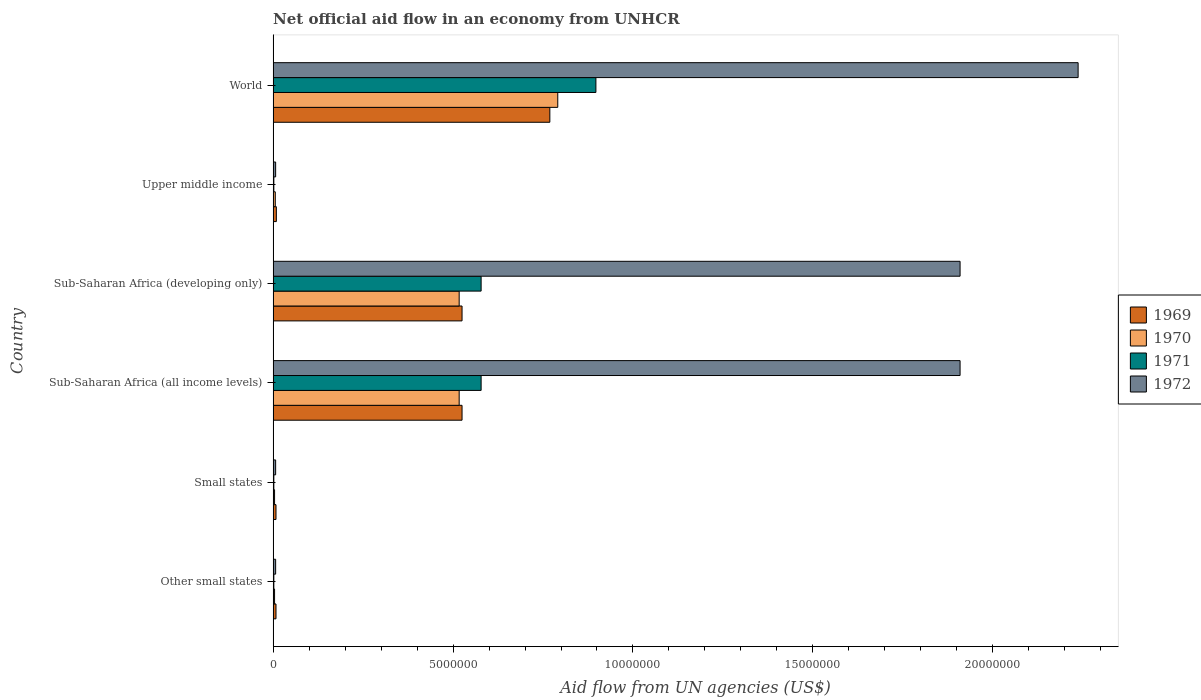 Net official aid flow in an economy from UNHCR
World
Upper middle income
Sub-Saharan Africa (developing only)
Sub-Saharan Africa (all income levels)
Small states
Other small states
Country
0
5000000
10000000
15000000
20000000
Aid flow from UN agencies (US$)
1969
1970
1971
1972